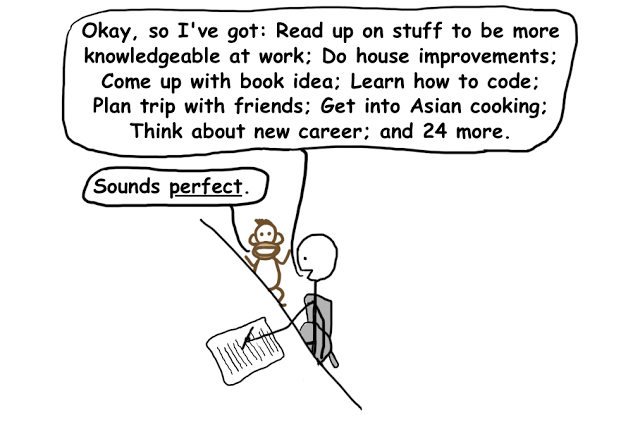 Okay, so I've got: Read up on stuff to be more
knowledgeable at work; Do house improvements;
Come up with book idea; Learn how to code;
Plan trip with friends; Get into Asian cooking;
Think about new career; and 24 more.
Sounds perfect.